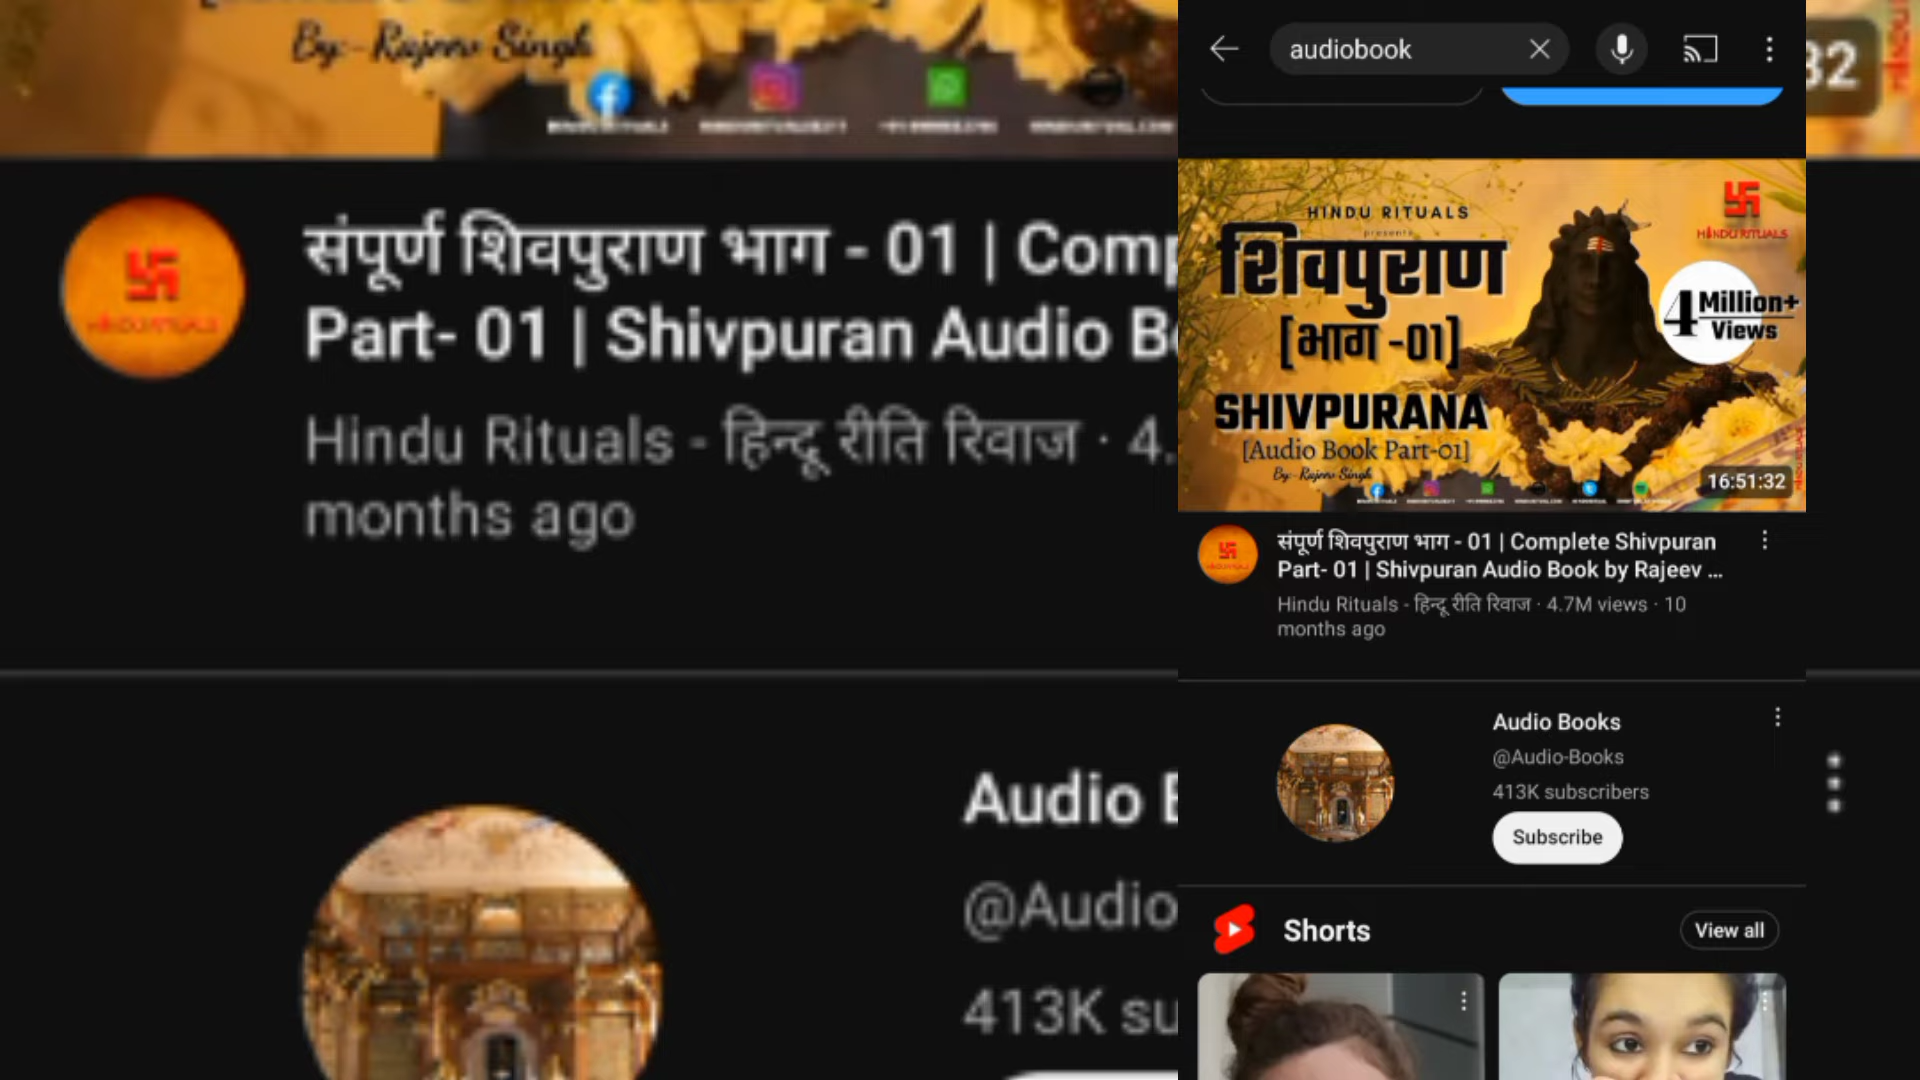 By:- Rajeev Singh
संपूर्ण शिवपुराण भाग - 01 | Comp
Part- 01 | Shivpuran Audio B
Hindu Rituals - हिन्दू रीति रिवाज · 4.
months ago
Audio
@Audio
413K su
32
audiobook
HINDU RITUALS
presents
शिवपुराण
[भाग -01]
SHIVPURANA
[Audio Book Part-01]
By:- Rajeev Singh
HINDU RITUALS
4 Million+
Views
16:51:32
संपूर्ण शिवपुराण भाग - 01 | Complete Shivpuran
Part- 01 | Shivpuran Audio Book by Rajeev ...
Hindu Rituals - हिन्दू रीति रिवाज · 4.7M views · 10
months ago
Audio Books
@Audio-Books
413K subscribers
Subscribe
Shorts
View all